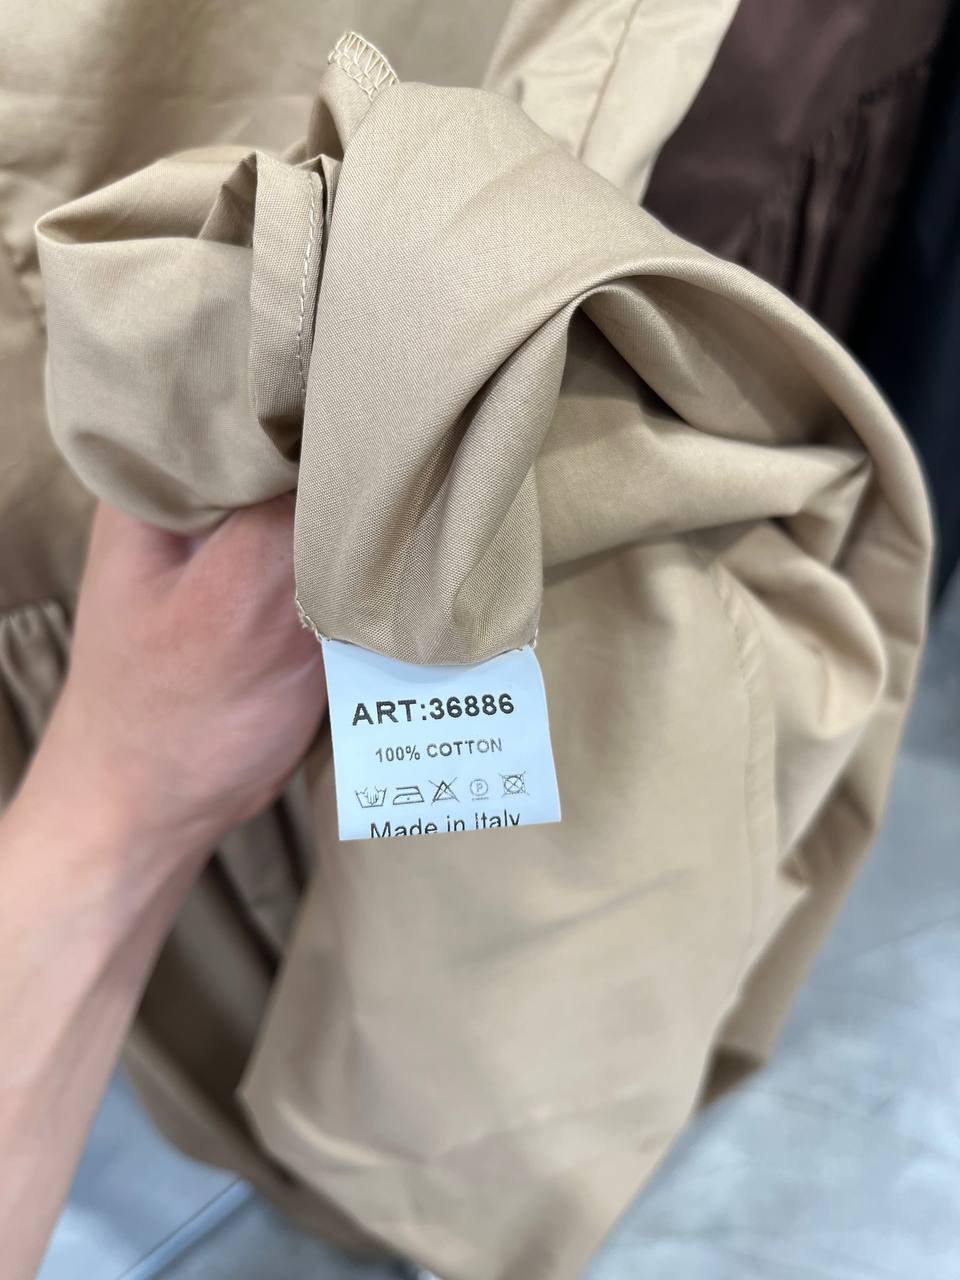 ART:36886
100% COTTON
P
Made in Italy